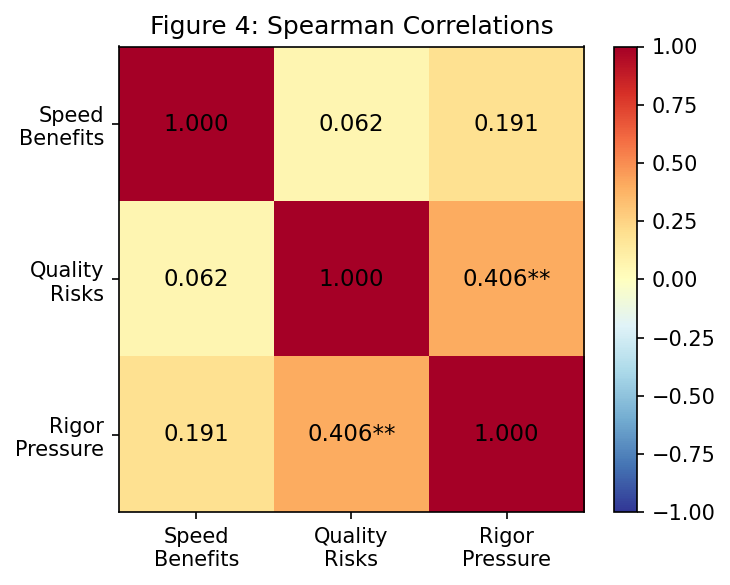 Figure 4: Spearman Correlations
Speed
Benefits
1.000
0.062
0.191
Quality
Risks
0.062
1.000
0.406**
Rigor
Pressure
0.191
0.406**
1.000
Speed
Benefits
Quality
Risks
Rigor
Pressure
1.00
0.75
0.50
0.25
0.00
−0.25
−0.50
−0.75
−1.00